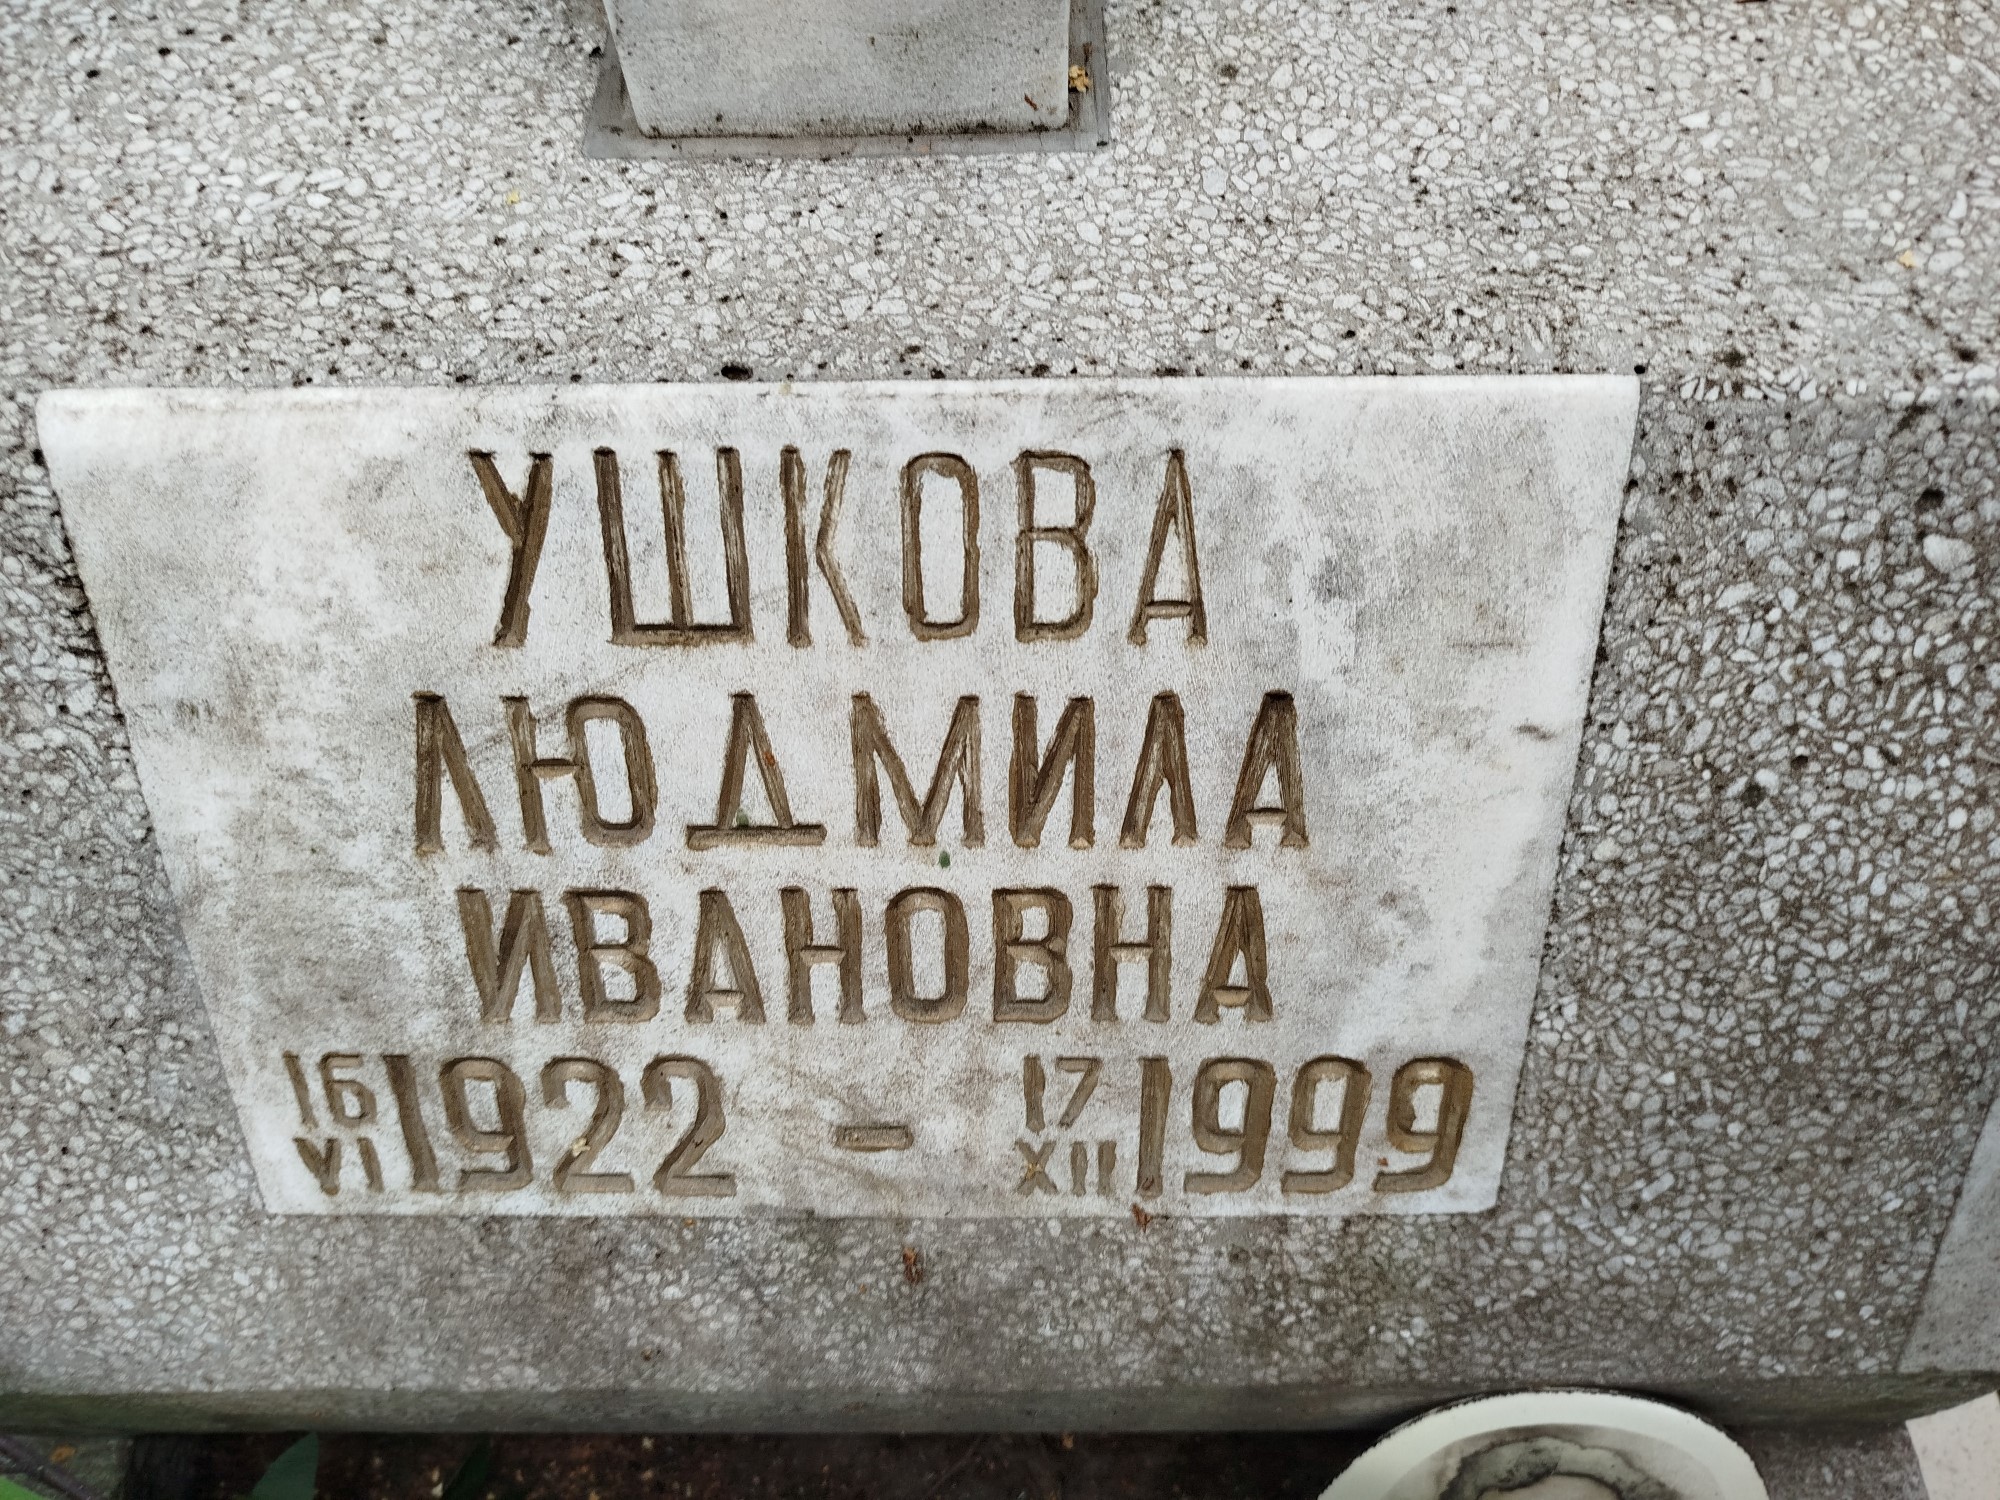 УШКОВА
ЛЮДМИЛА
ИВАНОВНА
16 VI 1922 - 17 XII 1999